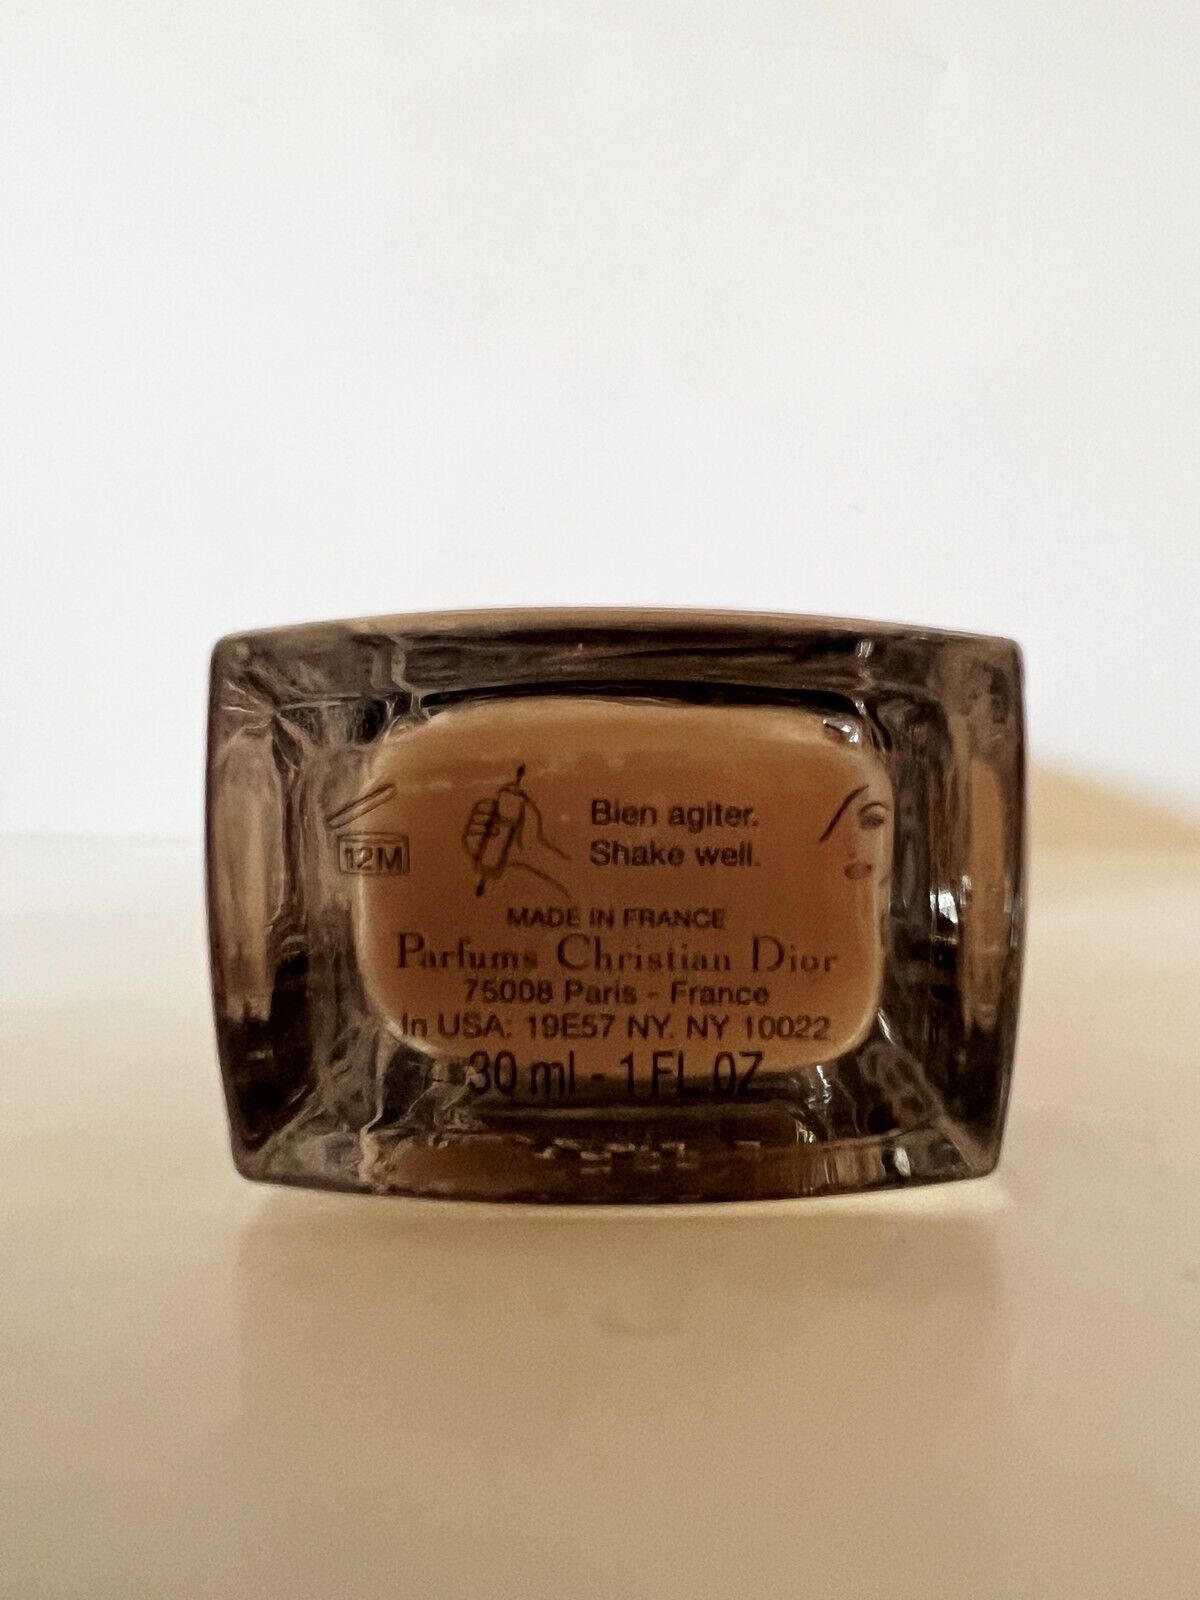 Bien agiter.
Shake well.
12M
MADE IN FRANCE
Parfums Christian Dior
75008 Paris - France
In USA: 19E57 NY. NY 10022
30 ml - 1 FL OZ